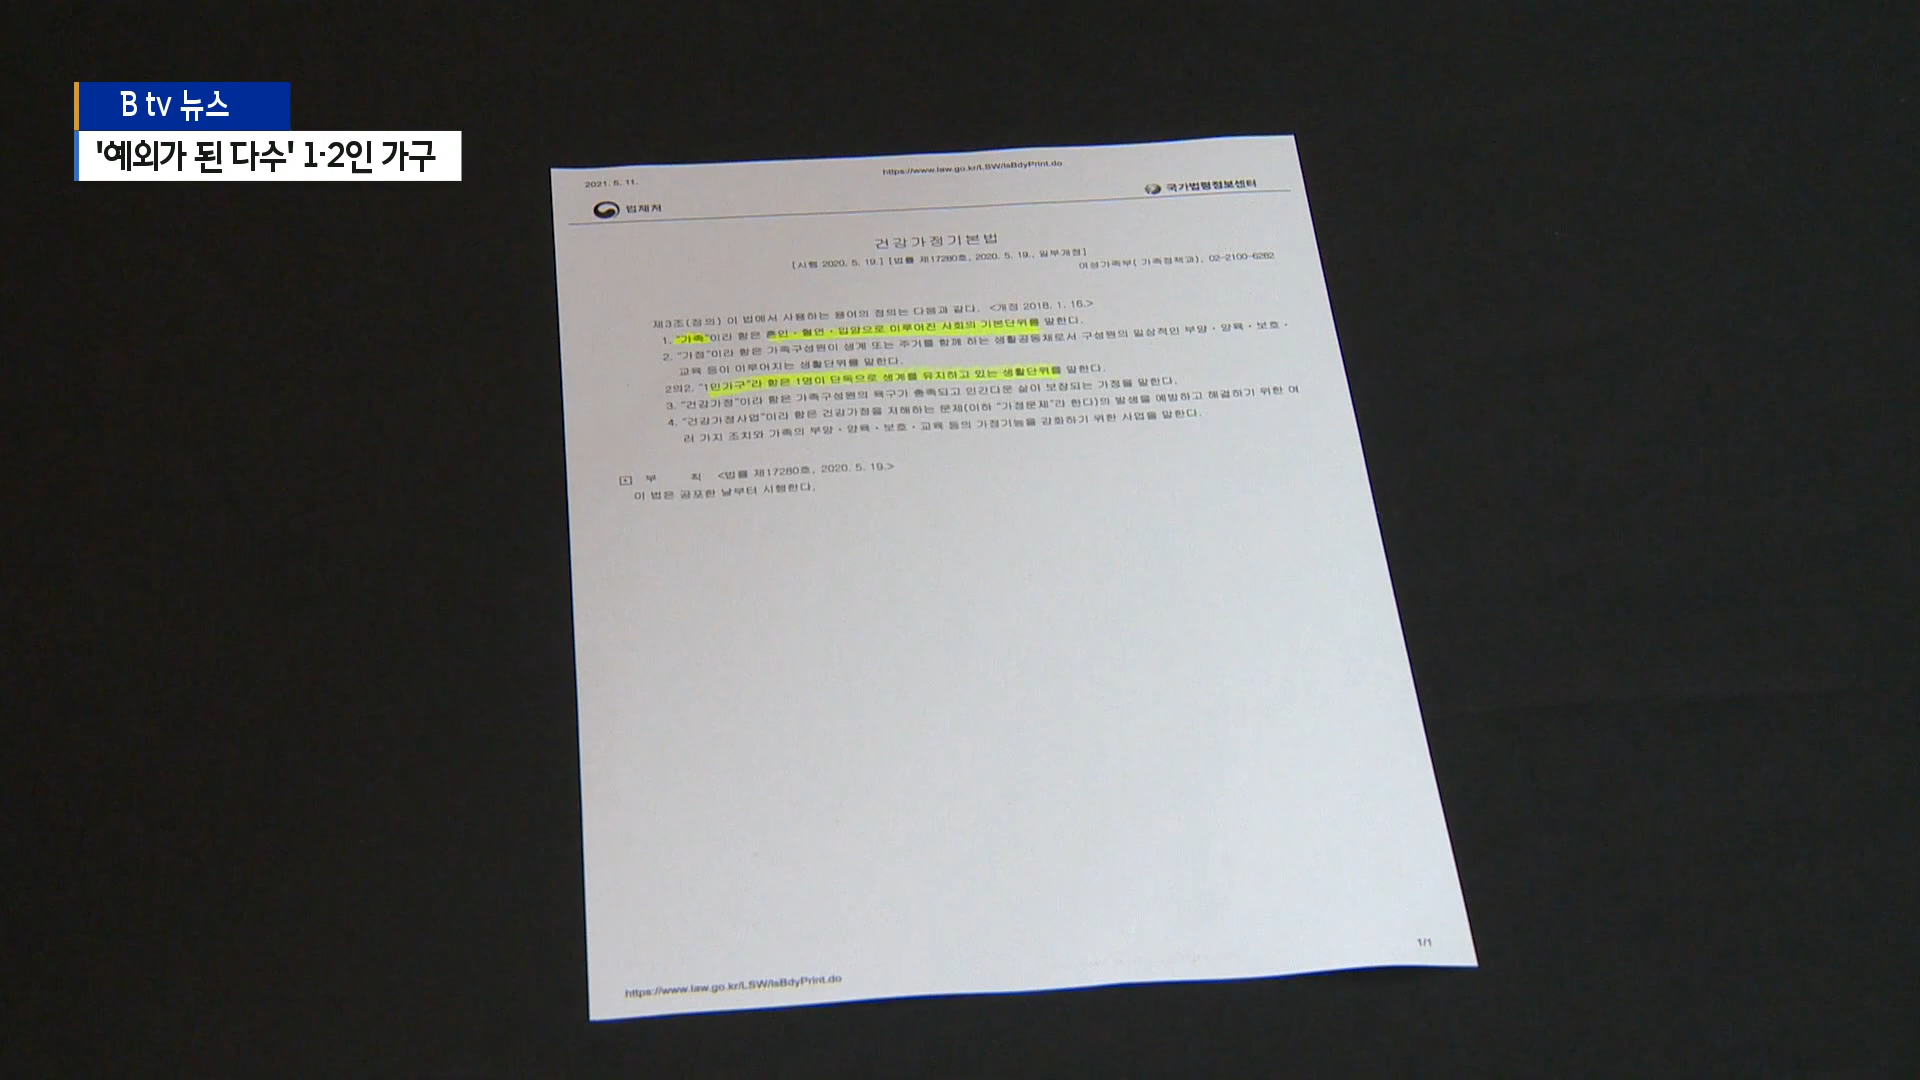 B tv 뉴스
'예외가 된 다수' 1·2인 가구
2021. 5. 11.
https://www.law.go.kr/LSW/lsBdyPrint.do
법제처
국가법령정보센터
건강가정기본법
[시행 2020. 5. 19.] [법률 제17280호, 2020. 5. 19., 일부개정]
여성가족부( 가족정책과), 02-2100-6282
제3조(정의) 이 법에서 사용하는 용어의 정의는 다음과 같다. <개정 2018. 1. 16.>
1. "가족"이라 함은 혼인ㆍ혈연ㆍ입양으로 이루어진 사회의 기본단위를 말한다.
2. "가정"이라 함은 가족구성원이 생계 또는 주거를 함께 하는 생활공동체로서 구성원의 일상적인 부양ㆍ양육ㆍ보호ㆍ
교육 등이 이루어지는 생활단위를 말한다.
2의2. "1인가구"라 함은 1명이 단독으로 생계를 유지하고 있는 생활단위를 말한다.
3. "건강가정"이라 함은 가족구성원의 욕구가 충족되고 인간다운 삶이 보장되는 가정을 말한다.
4. "건강가정사업"이라 함은 건강가정을 저해하는 문제(이하 "가정문제"라 한다)의 발생을 예방하고 해결하기 위한 여
러 가지 조치와 가족의 부양ㆍ양육ㆍ보호ㆍ교육 등의 가정기능을 강화하기 위한 사업을 말한다.
부 칙 <법률 제17280호, 2020. 5. 19.>
이 법은 공포한 날부터 시행한다.
1/1
https://www.law.go.kr/LSW/lsBdyPrint.do